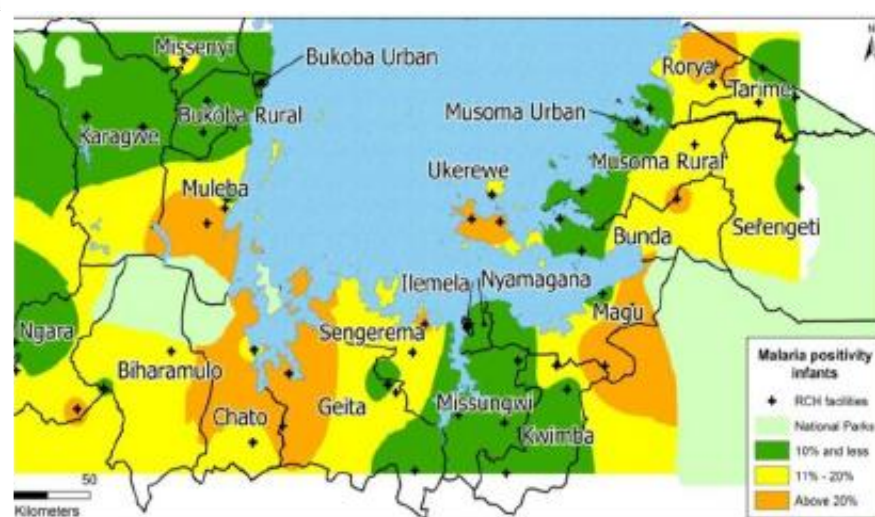 Missenyi
Bukoba Urban
Rorya
Tarime
Musoma Urban
Bukoba Rural
Karagwe
Musoma Rural
Ukerewe
Muleba
Bunda
Serengeti
Ilemela
Nyamagana
Magu
Ngara
Sengerema
Biharamulo
Geita
Missungwi
Chato
Kwimba
Malaria positivity
infants
RCH facilities
National Parks
10% and less
11% - 20%
Above 20%
50
Kilometers